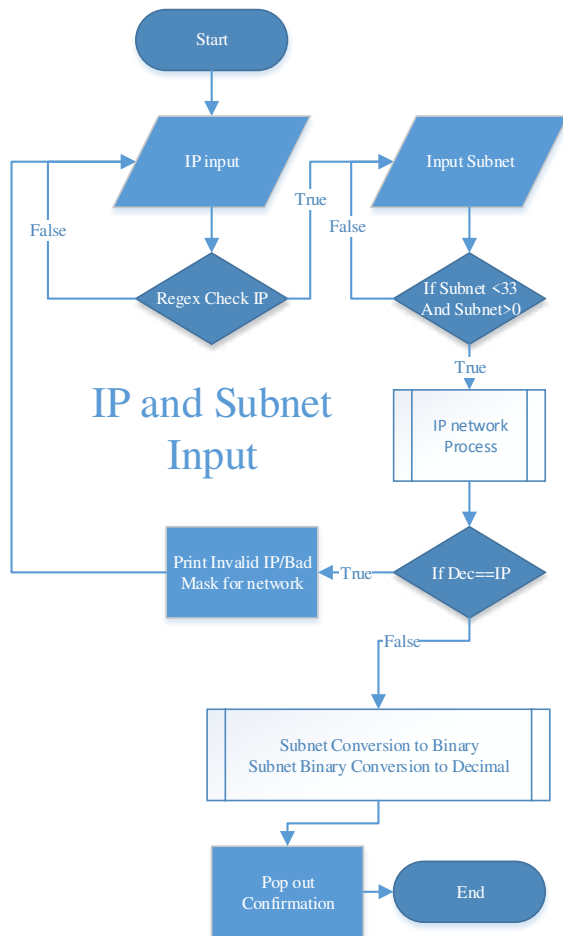 Start
IP input
Input Subnet
True
False
False
Regex Check IP
If Subnet <33
And Subnet>0
True
IP and Subnet
Input
IP network
Process
Print Invalid IP/Bad
Mask for network
True
If Dec==IP
False
Subnet Conversion to Binary
Subnet Binary Conversion to Decimal
Pop out
Confirmation
End